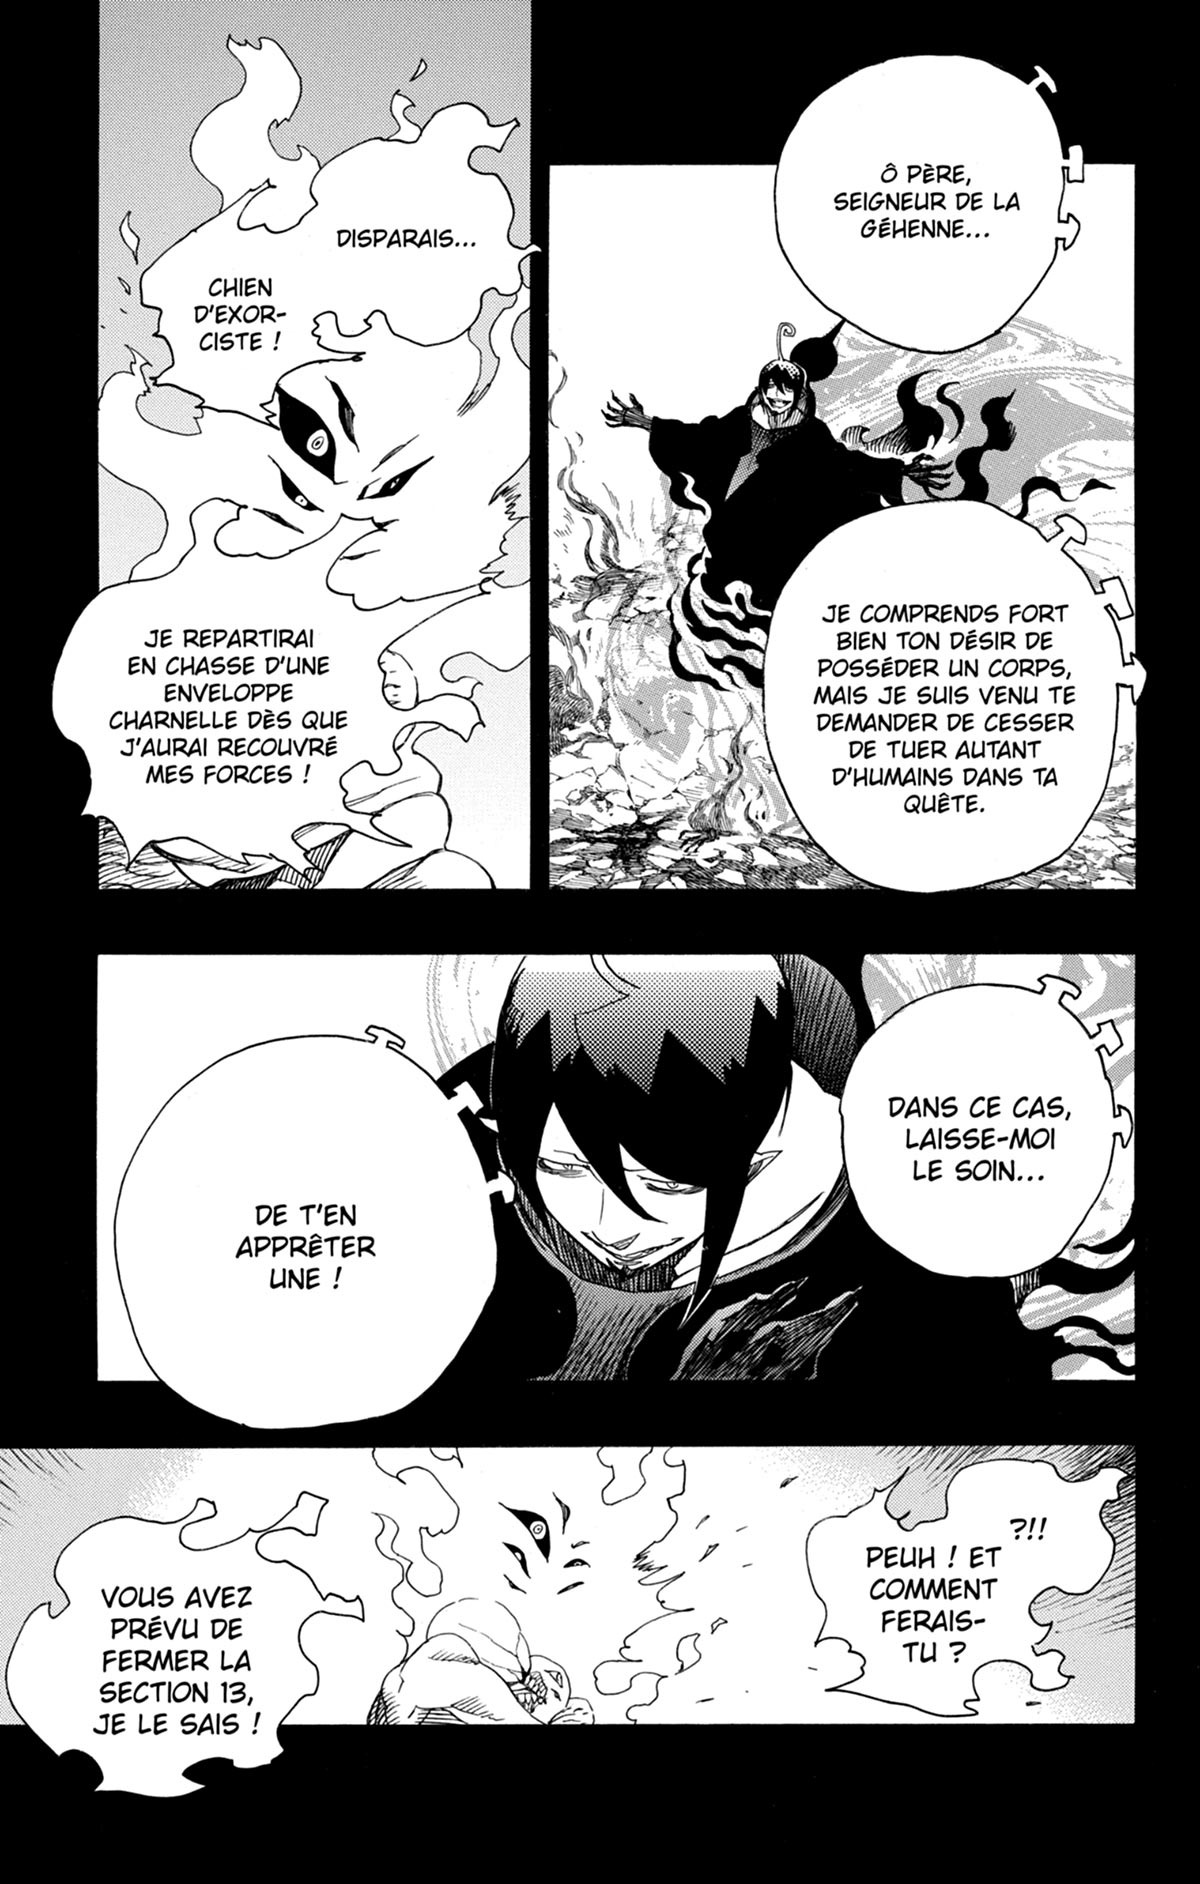 Ô PÈRE,
SEIGNEUR DE LA
GÉHENNE...
JE COMPRENDS FORT
BIEN TON DÉSIR DE
POSSÉDER UN CORPS,
MAIS JE SUIS VENU TE
DEMANDER DE CESSER
DE TUER AUTANT
D'HUMAINS DANS TA
QUÊTE.
DISPARAIS...
CHIEN
D'EXOR-
CISTE !
JE REPARTIRAI
EN CHASSE D'UNE
ENVELOPPE
CHARNELLE DÈS QUE
J'AURAI RECOUVRÉ
MES FORCES !
DANS CE CAS,
LAISSE-MOI
LE SOIN...
DE T'EN
APPRÊTER
UNE !
?!!
PEUH ! ET
COMMENT
FERAIS-
TU ?
VOUS AVEZ
PRÉVU DE
FERMER LA
SECTION 13,
JE LE SAIS !